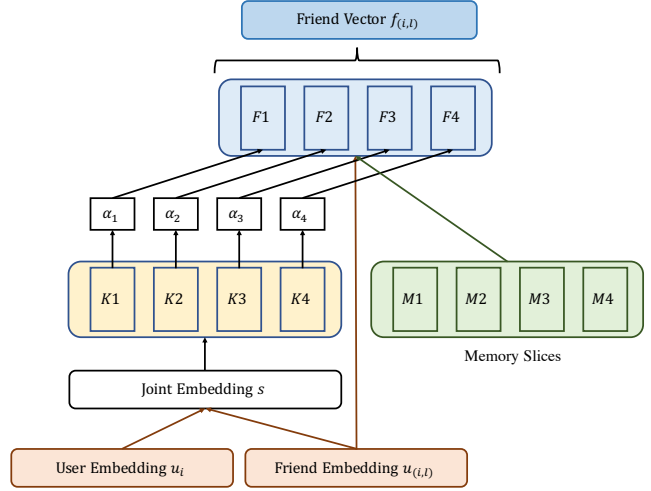 Friend Vector f(i,l)
F1 F2 F3 F4
α1 α2 α3 α4
K1 K2 K3 K4
M1 M2 M3 M4
Memory Slices
Joint Embedding s
User Embedding ui
Friend Embedding u(i,l)